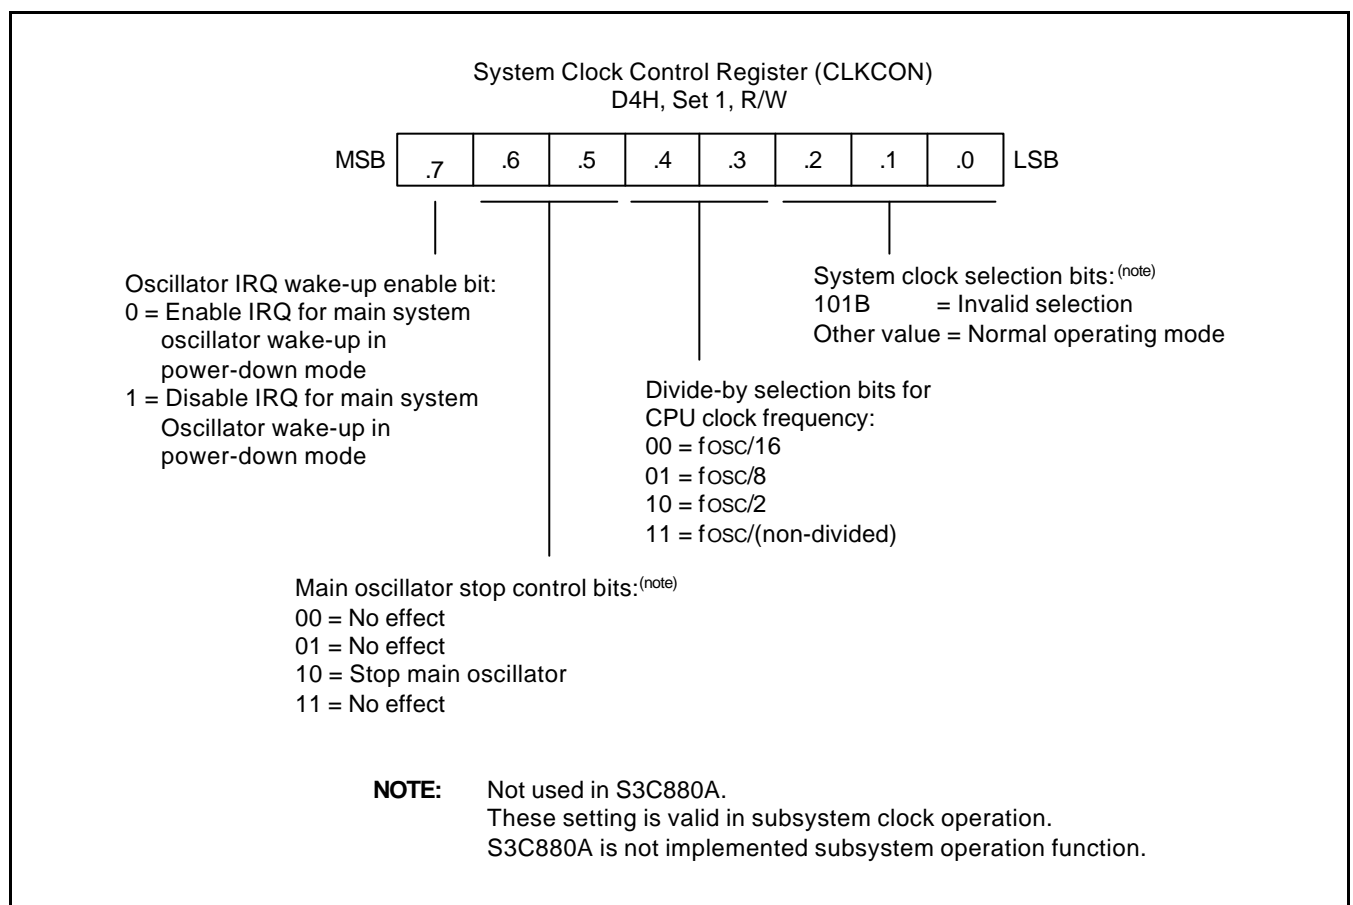 System Clock Control Register (CLKCON)
D4H, Set 1, R/W
MSB .7 .6 .5 .4 .3 .2 .1 .0 LSB
Oscillator IRQ wake-up enable bit:
0 = Enable IRQ for main system
oscillator wake-up in
power-down mode
1 = Disable IRQ for main system
Oscillator wake-up in
power-down mode
System clock selection bits: (note)
101B = Invalid selection
Other value = Normal operating mode
Divide-by selection bits for
CPU clock frequency:
00 = fOSC/16
01 = fOSC/8
10 = fOSC/2
11 = fOSC/(non-divided)
Main oscillator stop control bits:(note)
00 = No effect
01 = No effect
10 = Stop main oscillator
11 = No effect
NOTE: Not used in S3C880A.
These setting is valid in subsystem clock operation.
S3C880A is not implemented subsystem operation function.